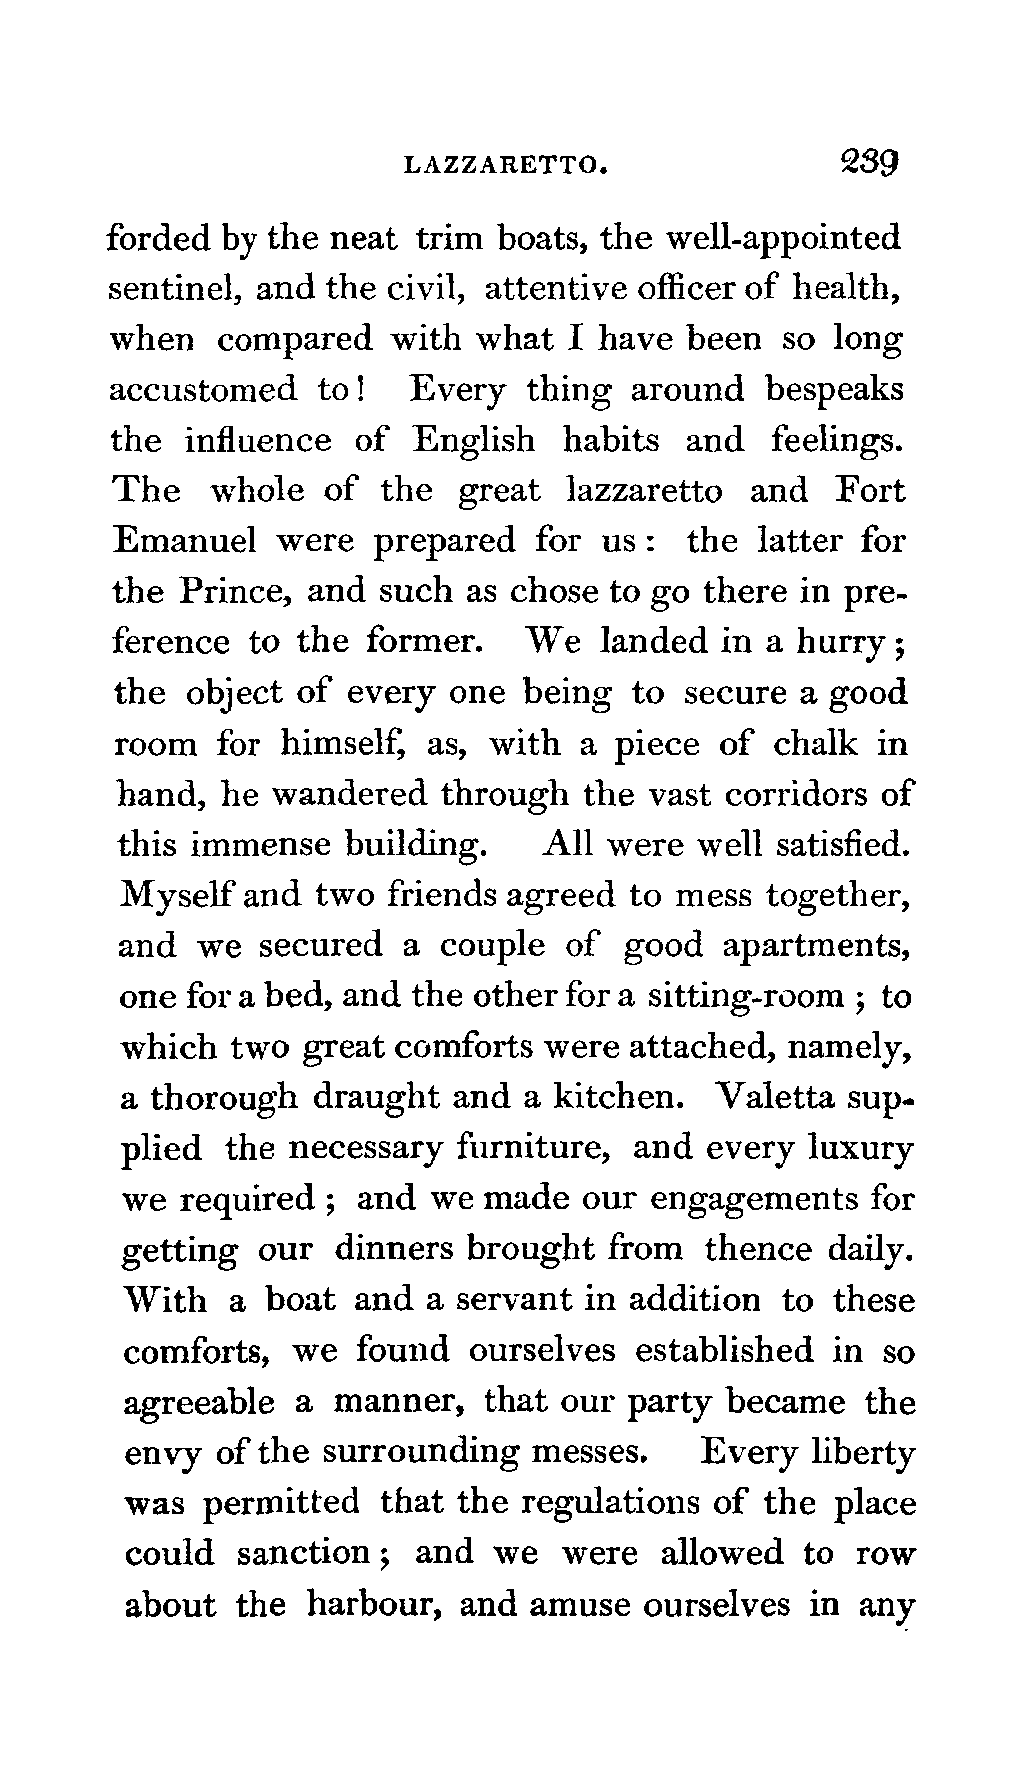 LAZZARETTO. 239
forded by the neat trim boats, the well-appointed
sentinel, and the civil, attentive officer of health,
when compared with what I have been so long
accustomed to! Every thing around bespeaks
the influence of English habits and feelings.
The whole of the great lazzaretto and Fort
Emanuel were prepared for us : the latter for
the Prince, and such as chose to go there in pre-
ference to the former. We landed in a hurry ;
the object of every one being to secure a good
room for himself, as, with a piece of chalk in
hand, he wandered through the vast corridors of
this immense building. All were well satisfied.
Myself and two friends agreed to mess together,
and we secured a couple of good apartments,
one for a bed, and the other for a sitting-room ; to
which two great comforts were attached, namely,
a thorough draught and a kitchen. Valetta sup-
plied the necessary furniture, and every luxury
we required ; and we made our engagements for
getting our dinners brought from thence daily.
With a boat and a servant in addition to these
comforts, we found ourselves established in so
agreeable a manner, that our party became the
envy of the surrounding messes. Every liberty
was permitted that the regulations of the place
could sanction ; and we were allowed to row
about the harbour, and amuse ourselves in any